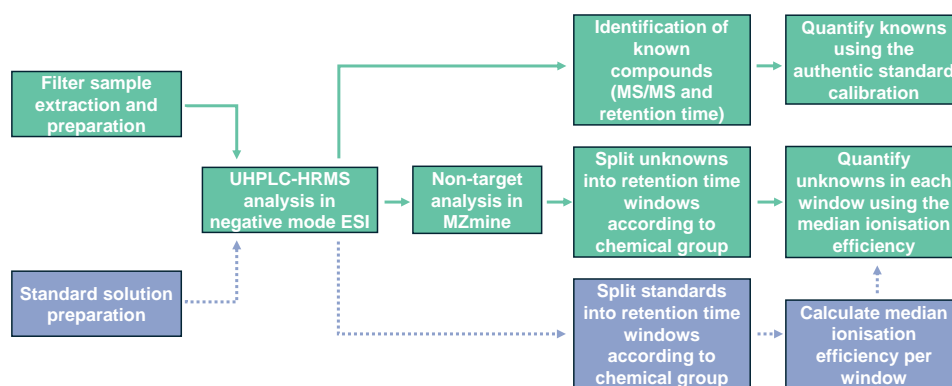 Filter sample
extraction and
preparation
Standard solution
preparation
UHPLC-HRMS
analysis in
negative mode ESI
Non-target
analysis in
MZmine
Identification of
known
compounds
(MS/MS and
retention time)
Quantify knowns
using the
authentic standard
calibration
Split unknowns
into retention time
windows
according to
chemical group
Quantify
unknowns in each
window using the
median ionisation
efficiency
Split standards
into retention time
windows
according to
chemical group
Calculate median
ionisation
efficiency per
window